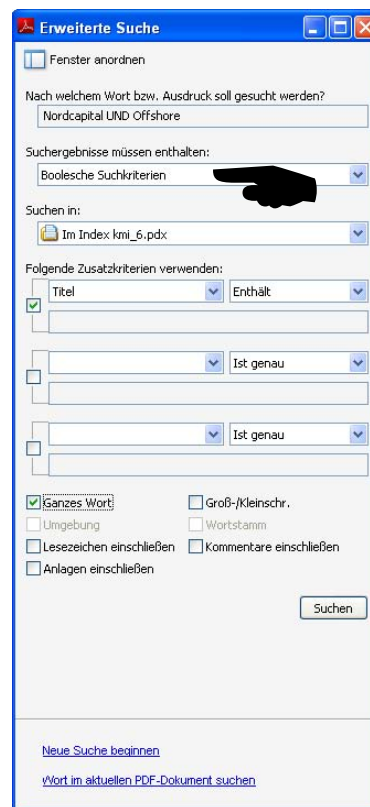 Erweiterte Suche
Fenster anordnen
Nach welchem Wort bzw. Ausdruck soll gesucht werden?
Nordcapital UND Offshore
Suchergebnisse müssen enthalten:
Boolesche Suchkriterien
Suchen in:
Im Index kmi_6.pdx
Folgende Zusatzkriterien verwenden:
Titel Enthält
Ist genau
Ist genau
Ganzes Wort Groß-/Kleinschr.
Umgebung Wortstamm
Lesezeichen einschließen Kommentare einschließen
Anlagen einschließen
Suchen
Neue Suche beginnen
Wort im aktuellen PDF-Dokument suchen